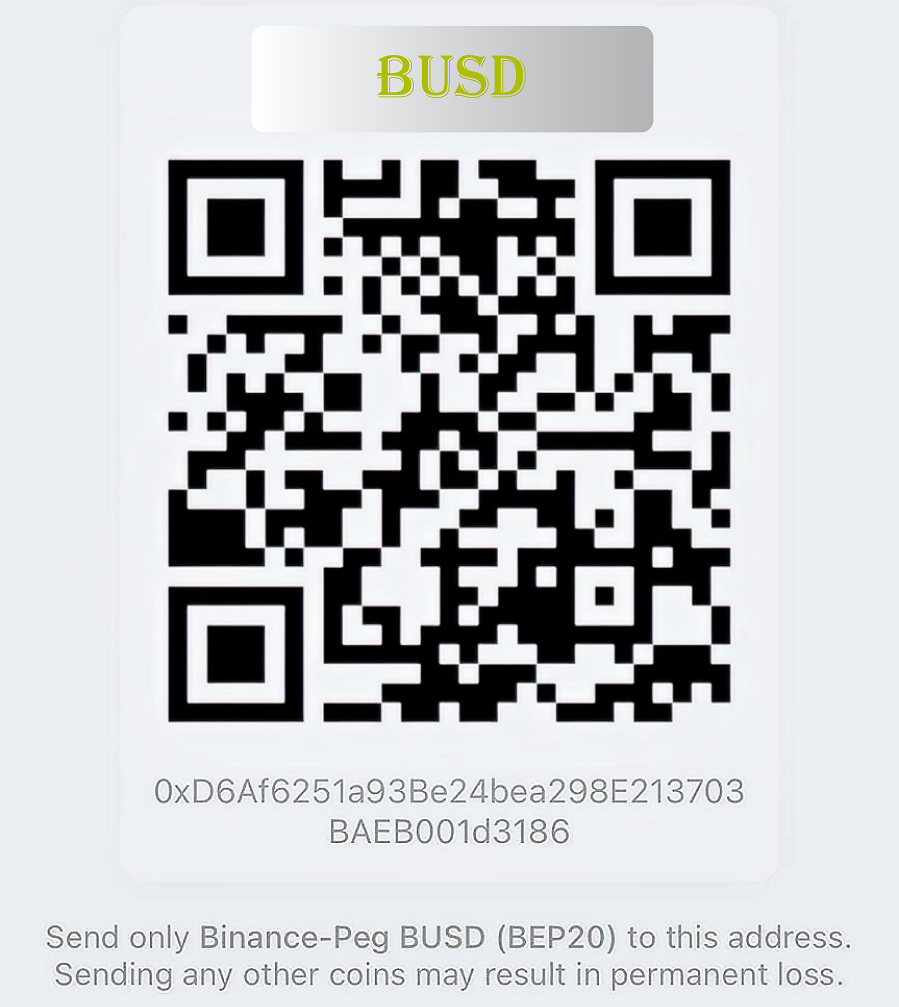 BUSD
0xD6Af6251a93Be24bea298E213703
BAEB001d3186
Send only Binance-Peg BUSD (BEP20) to this address.
Sending any other coins may result in permanent loss.